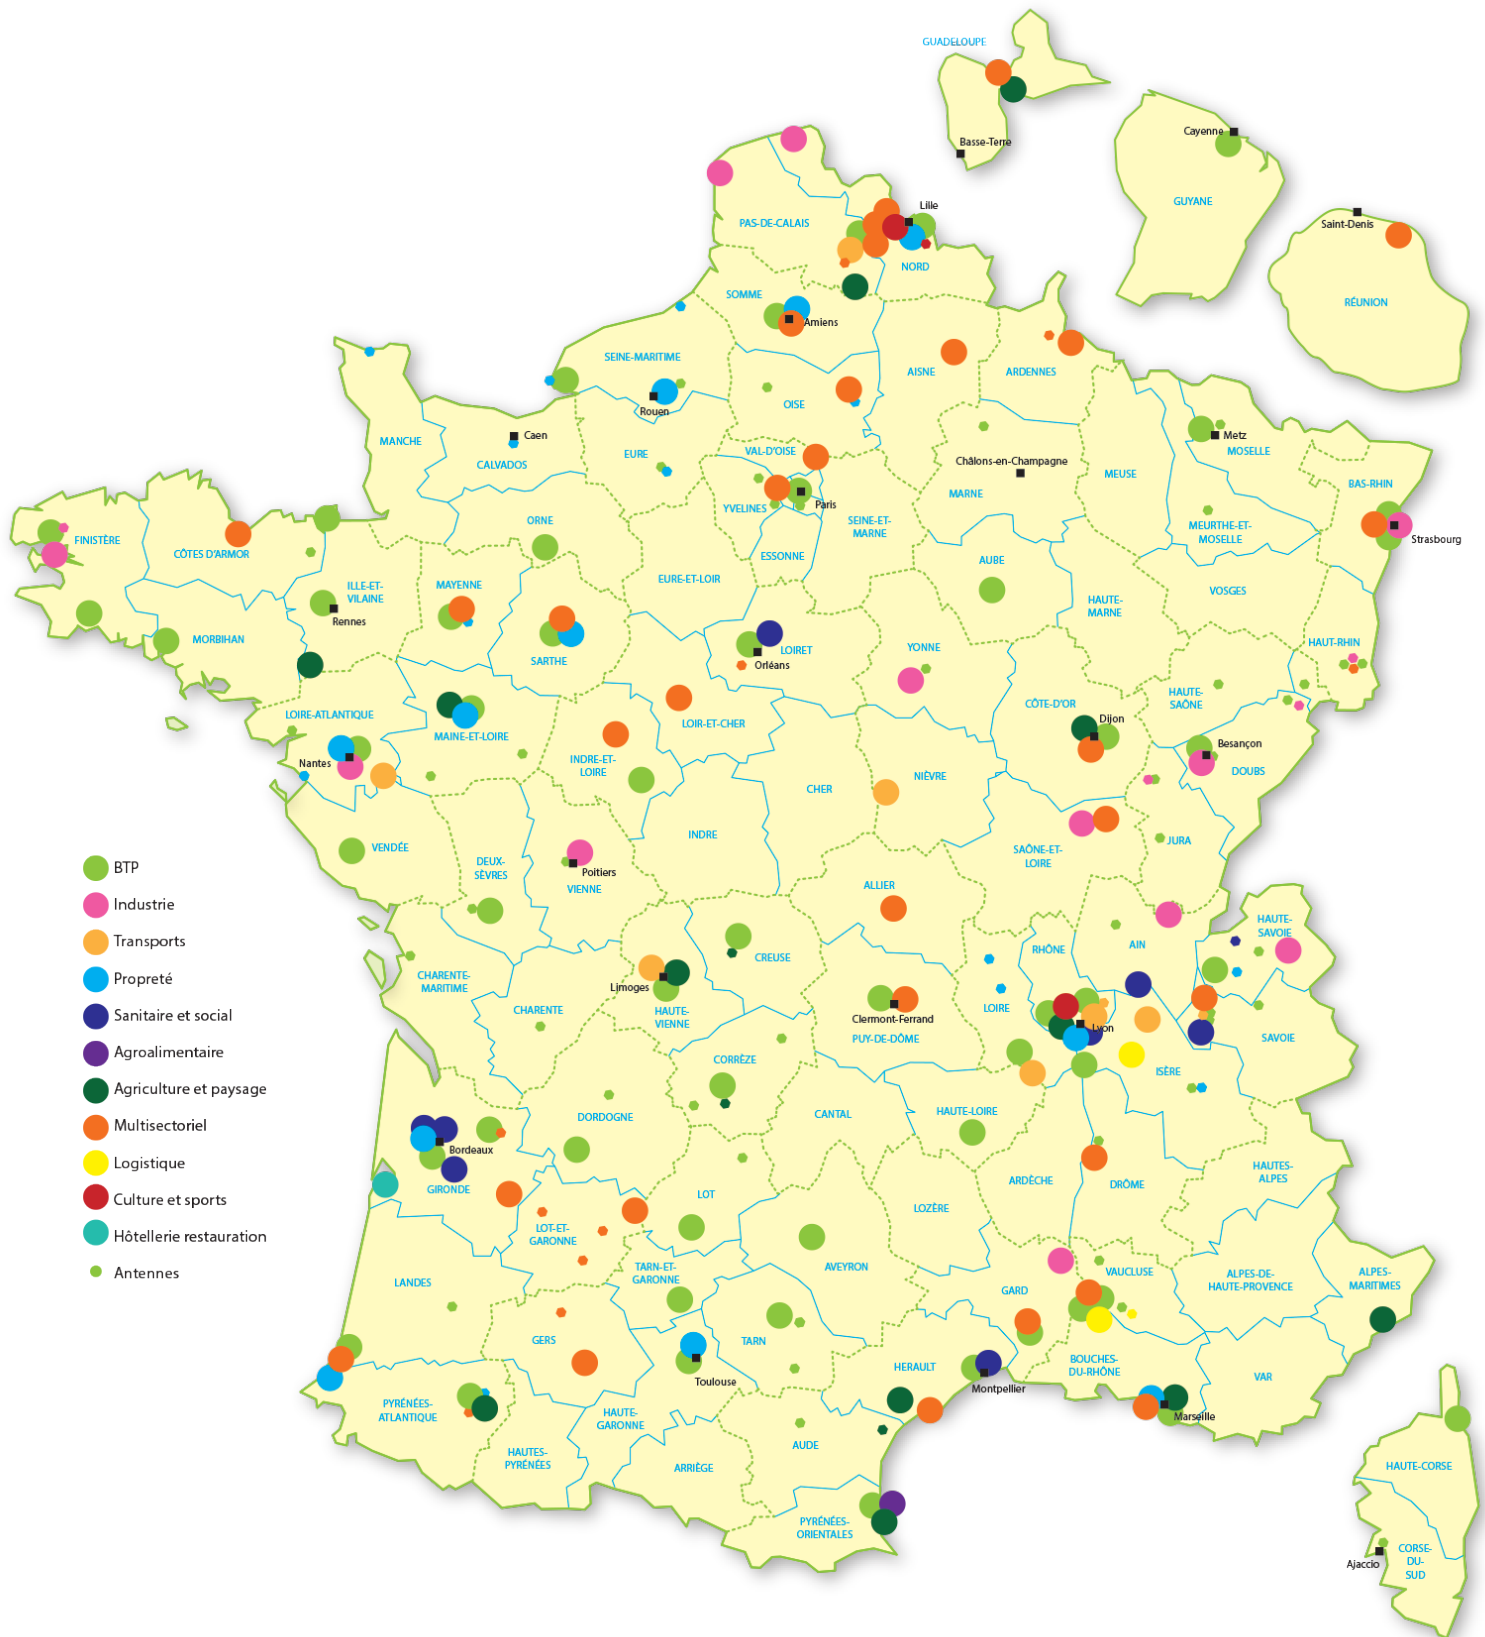 GUADELOUPE
Basse-Terre
Cayenne
GUYANE
Saint-Denis
RÉUNION
Lille
PAS-DE-CALAIS
NORD
SOMME
Amiens
SEINE-MARITIME
AISNE
ARDENNES
OISE
Rouen
Caen
MANCHE
CALVADOS
EURE
VAL-D'OISE
Châlons-en-Champagne
MARNE
MEUSE
Metz
MOSELLE
BAS-RHIN
YVELINES
Paris
SEINE-ET-
MARNE
MEURTHE-ET-
MOSELLE
Strasbourg
FINISTÈRE
CÔTES D'ARMOR
ORNE
ESSONNE
AUBE
ILLE-ET-
VILAINE
MAYENNE
EURE-ET-LOIR
HAUTE-
MARNE
VOSGES
Rennes
MORBIHAN
SARTHE
LOIRET
Orléans
YONNE
HAUT-RHIN
LOIRE-ATLANTIQUE
MAINE-ET-LOIRE
LOIR-ET-CHER
CÔTE-D'OR
Dijon
HAUTE-
SAÔNE
Besançon
DOUBS
Nantes
INDRE-ET-
LOIRE
CHER
NIÈVRE
VENDÉE
DEUX-
SÈVRES
Poitiers
VIENNE
INDRE
SAÔNE-ET-
LOIRE
JURA
ALLIER
BTP
Industrie
Transports
Propreté
Sanitaire et social
Agroalimentaire
Agriculture et paysage
Multisectoriel
Logistique
Culture et sports
Hôtellerie restauration
Antennes
HAUTE-
SAVOIE
RHÔNE
AIN
CREUSE
CHARENTE-
MARITIME
Limoges
CHARENTE
HAUTE-
VIENNE
Clermont-Ferrand
PUY-DE-DÔME
LOIRE
Lyon
SAVOIE
CORRÈZE
ISÈRE
DORDOGNE
CANTAL
HAUTE-LOIRE
Bordeaux
GIRONDE
LOT
LOZÈRE
ARDÈCHE
DRÔME
HAUTES-
ALPES
LOT-ET-
GARONNE
TARN-ET-
GARONNE
AVEYRON
LANDES
GARD
VAUCLUSE
ALPES-DE-
HAUTE-PROVENCE
ALPES-
MARITIMES
GERS
TARN
Toulouse
HERAULT
Montpellier
BOUCHES-
DU-RHÔNE
VAR
Marseille
PYRÉNÉES-
ATLANTIQUE
HAUTE-
GARONNE
HAUTES-
PYRÉNÉES
ARRIÈGE
AUDE
PYRÉNÉES-
ORIENTALES
HAUTE-CORSE
CORSE-
DU-
SUD
Ajaccio